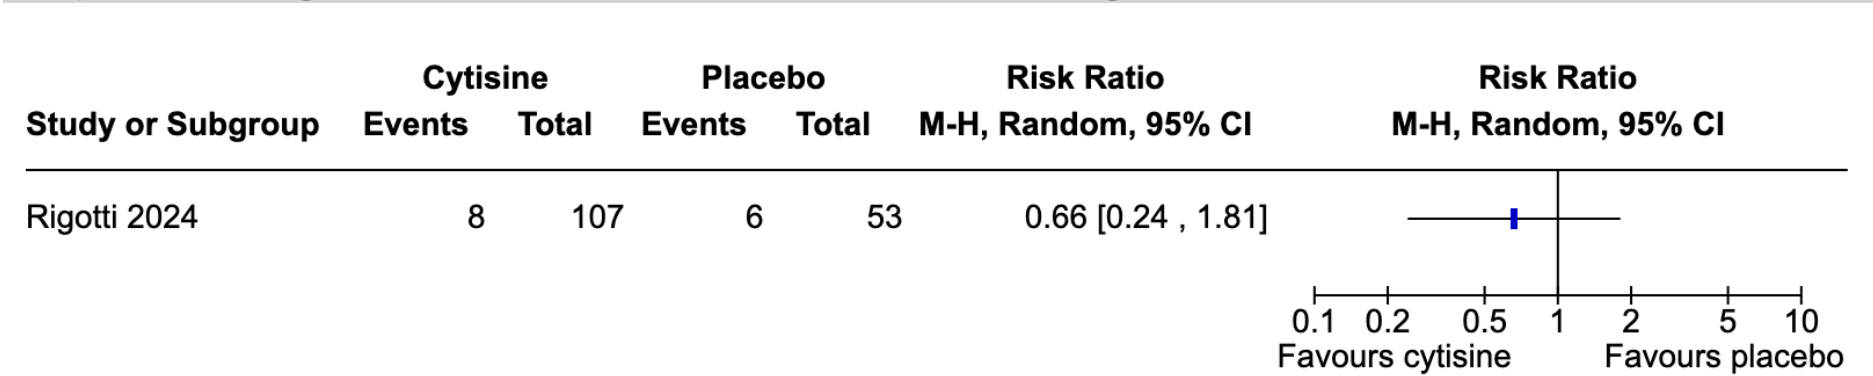 Cytisine Placebo Risk Ratio Risk Ratio
Study or Subgroup Events Total Events Total M-H, Random, 95% CI M-H, Random, 95% CI
Rigotti 2024 8 107 6 53 0.66 [0.24 , 1.81]
0.1 0.2 0.5 1 2 5 10
Favours cytisine Favours placebo